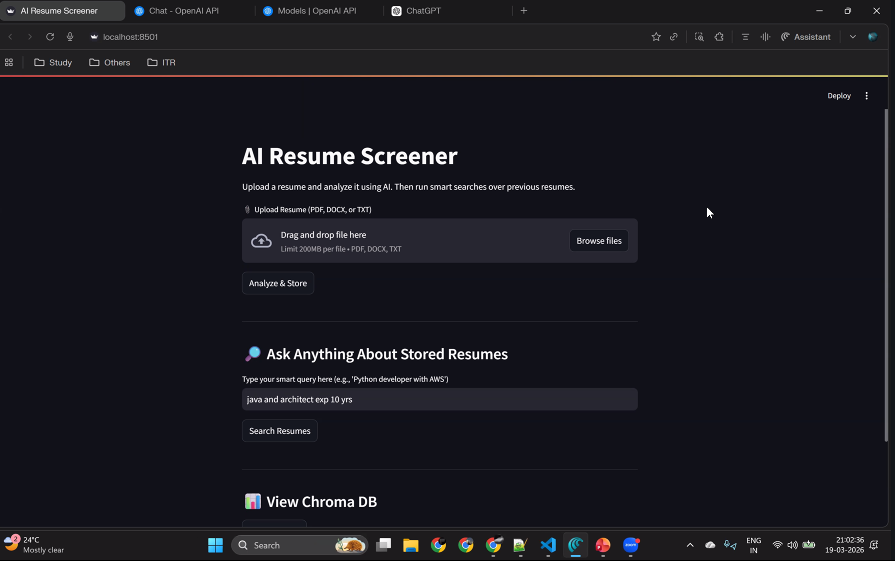 AI Resume Screener
Chat - OpenAI API
Models | OpenAI API
ChatGPT
localhost:8501
Assistant
Study
Others
ITR
Deploy
AI Resume Screener
Upload a resume and analyze it using AI. Then run smart searches over previous resumes.
Upload Resume (PDF, DOCX, or TXT)
Drag and drop file here
Limit 200MB per file • PDF, DOCX, TXT
Browse files
Analyze & Store
Ask Anything About Stored Resumes
Type your smart query here (e.g., 'Python developer with AWS')
java and architect exp 10 yrs
Search Resumes
View Chroma DB
2
24°C
Mostly clear
Search
ENG
IN
21:02:36
19-03-2026